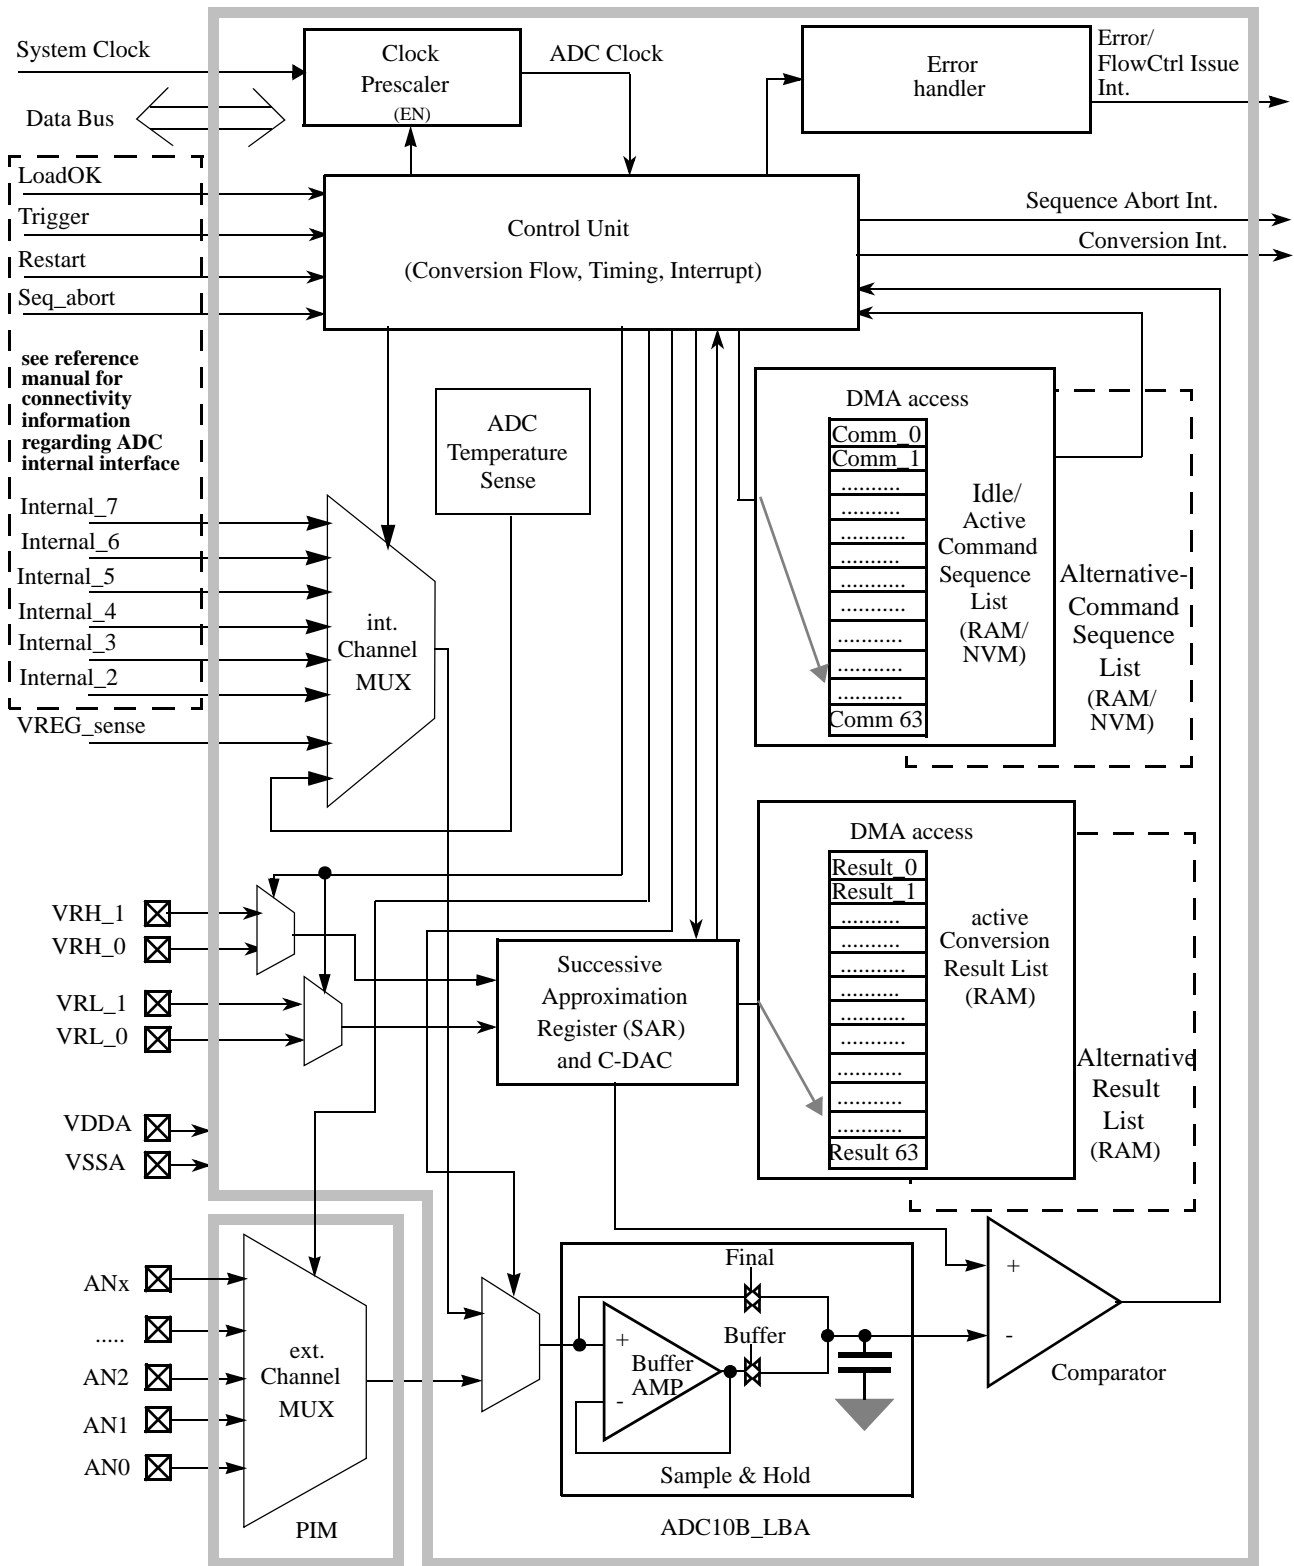 System Clock
Clock
Prescaler
(EN)
ADC Clock
Error
handler
Error/
FlowCtrl Issue
Int.
Data Bus
LoadOK
Trigger
Restart
Seq_abort
Control Unit
(Conversion Flow, Timing, Interrupt)
Sequence Abort Int.
Conversion Int.
see reference
manual for
connectivity
information
regarding ADC
internal interface
ADC
Temperature
Sense
Internal_7
Internal_6
Internal_5
Internal_4
Internal_3
Internal_2
VREG_sense
int.
Channel
MUX
DMA access
Comm_0
Comm_1
..........
..........
...........
..........
...........
...........
...........
...........
...........
Comm 63
Idle/
Active
Command
Sequence
List
(RAM/
NVM)
Alternative-
Command
Sequence
List
(RAM/
NVM)
DMA access
Result_0
Result_1
..........
..........
...........
..........
...........
...........
...........
...........
...........
Result 63
active
Conversion
Result List
(RAM)
Alternative
Result
List
(RAM)
VRH_1
VRH_0
VRL_1
VRL_0
Successive
Approximation
Register (SAR)
and C-DAC
VDDA
VSSA
ANx
.....
AN2
AN1
AN0
ext.
Channel
MUX
PIM
Final
Buffer
+
Buffer
AMP
-
Sample & Hold
+
-
Comparator
ADC10B_LBA